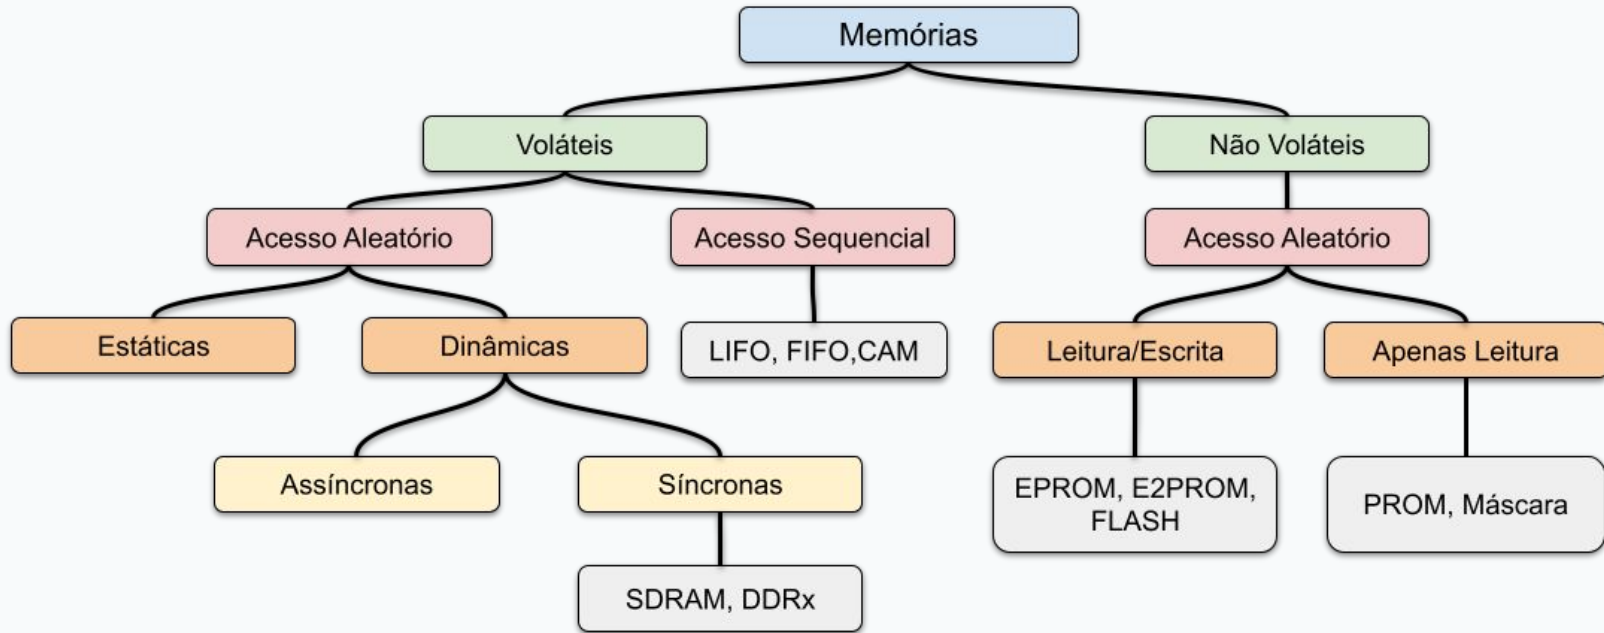 Memórias
Voláteis
Não Voláteis
Acesso Aleatório
Acesso Sequencial
Acesso Aleatório
Estáticas
Dinâmicas
LIFO, FIFO,CAM
Leitura/Escrita
Apenas Leitura
Assíncronas
Síncronas
EPROM, E2PROM,
FLASH
PROM, Máscara
SDRAM, DDRx